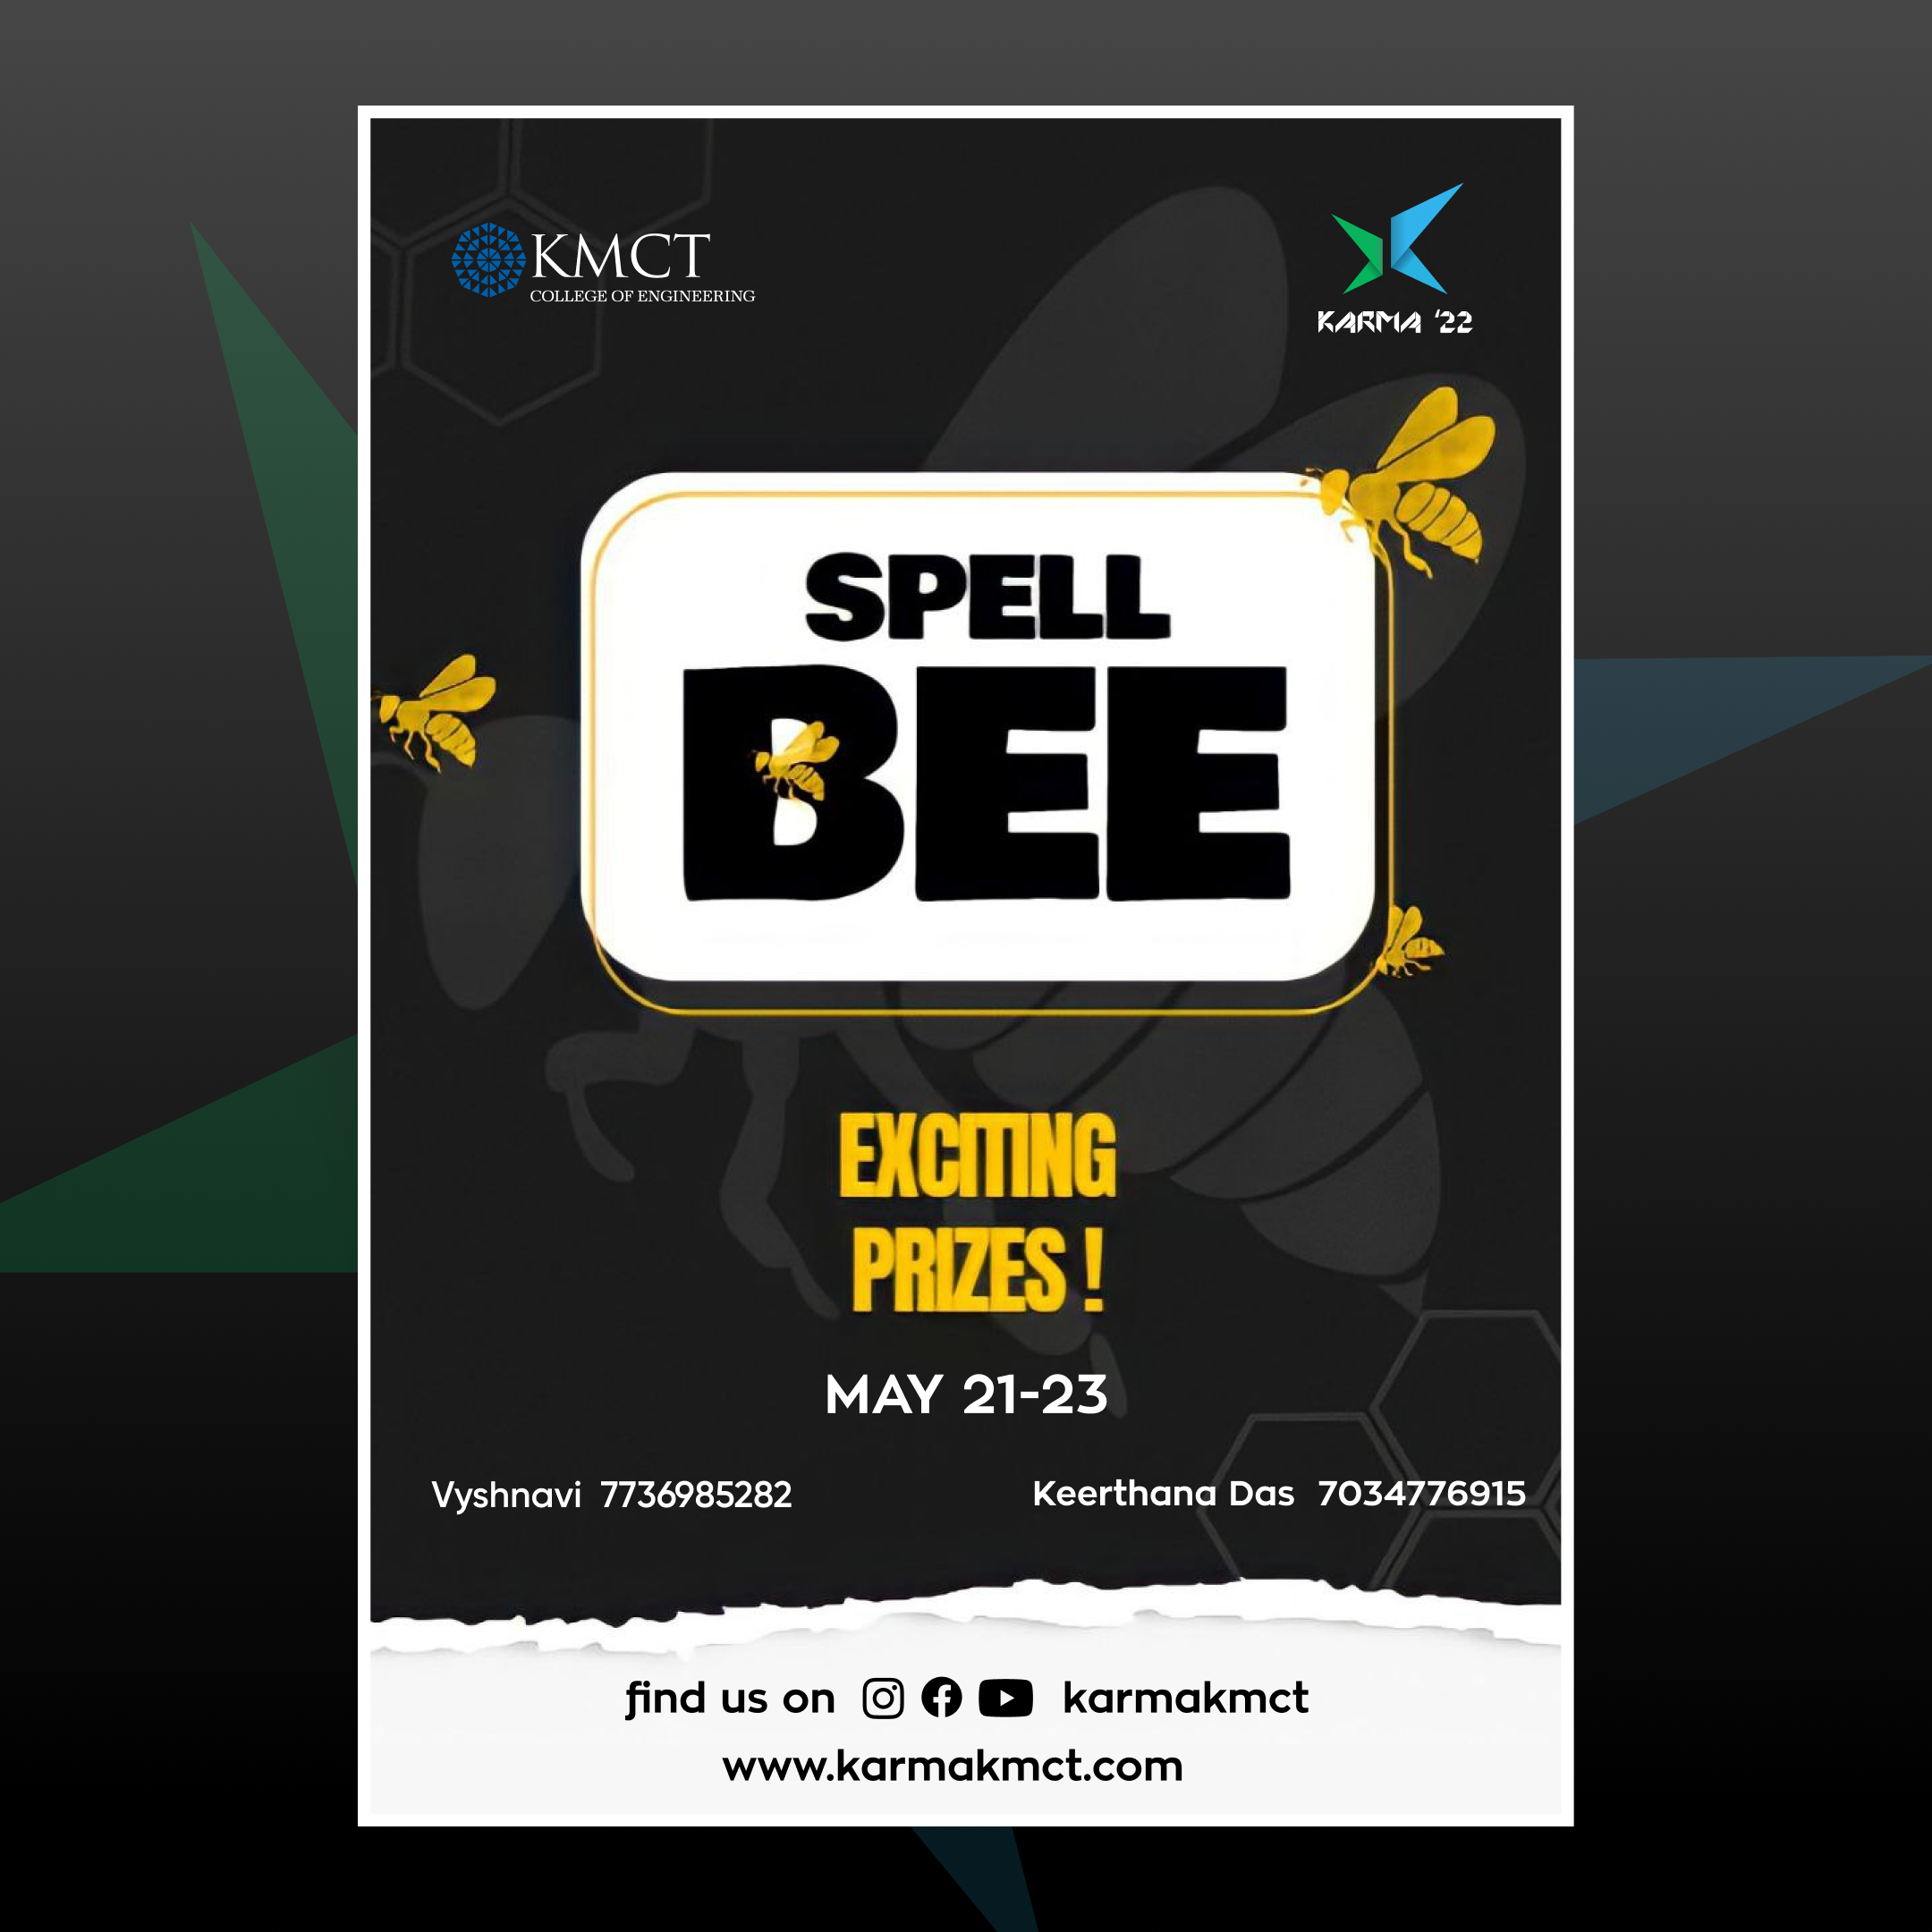 KMCT
COLLEGE OF ENGINEERING
KARMA '22
SPELL
BEE
EXCITING
PRIZES !
MAY 21-23
Vyshnavi 7736985282
Keerthana Das 7034776915
find us on karmakmct
www.karmakmct.com